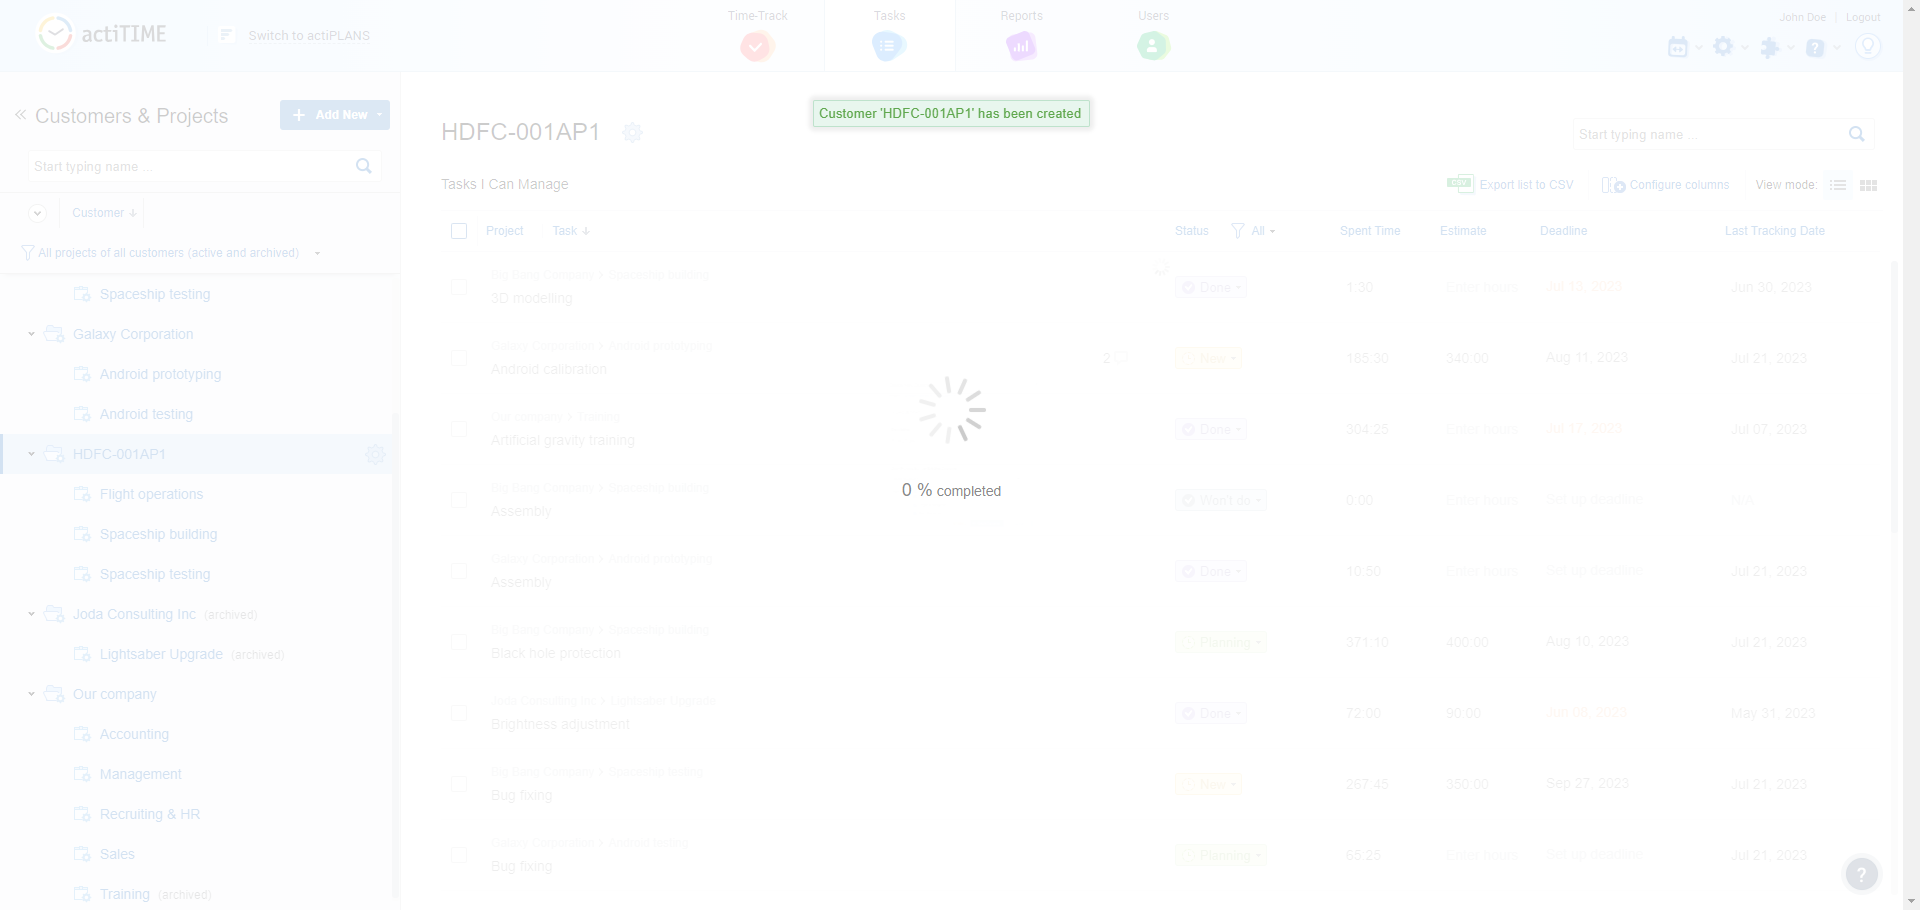 actiTIME
Switch to actiPLANS
Time-Track
Tasks
Reports
Users
John Doe | Logout
Customers & Projects
Add New
Start typing name ...
Customer
All projects of all customers (active and archived)
Spaceship testing
Galaxy Corporation
Android prototyping
Android testing
HDFC-001AP1
Flight operations
Spaceship building
Spaceship testing
Joda Consulting Inc (archived)
Lightsaber Upgrade (archived)
Our company
Accounting
Management
Recruiting & HR
Sales
Training (archived)
HDFC-001AP1
Customer 'HDFC-001AP1' has been created
Start typing name ...
Tasks I Can Manage
CSV Export list to CSV
Configure columns
View mode:
Project Task Status All Spent Time Estimate Deadline Last Tracking Date
Big Bang Company > Spaceship building
3D modelling Done 1:30 Enter hours Jul 13, 2023 Jun 30, 2023
Galaxy Corporation > Android prototyping
Android calibration 2 New 185:30 340:00 Aug 11, 2023 Jul 21, 2023
Our company > Training
Artificial gravity training Done 304:25 Enter hours Jul 17, 2023 Jul 07, 2023
Big Bang Company > Spaceship building
Assembly Won't do 0:00 Enter hours Set up deadline N/A
Galaxy Corporation > Android prototyping
Assembly Done 10:50 Enter hours Set up deadline Jul 21, 2023
Big Bang Company > Spaceship building
Black hole protection Planning 371:10 400:00 Aug 10, 2023 Jul 21, 2023
Joda Consulting Inc > Lightsaber Upgrade
Brightness adjustment Done 72:00 90:00 Jun 03, 2023 May 31, 2023
Big Bang Company > Spaceship testing
Bug fixing New 267:45 350:00 Sep 27, 2023 Jul 21, 2023
Galaxy Corporation > Android testing
Bug fixing Planning 65:25 Enter hours Set up deadline Jul 21, 2023
0 % completed
?